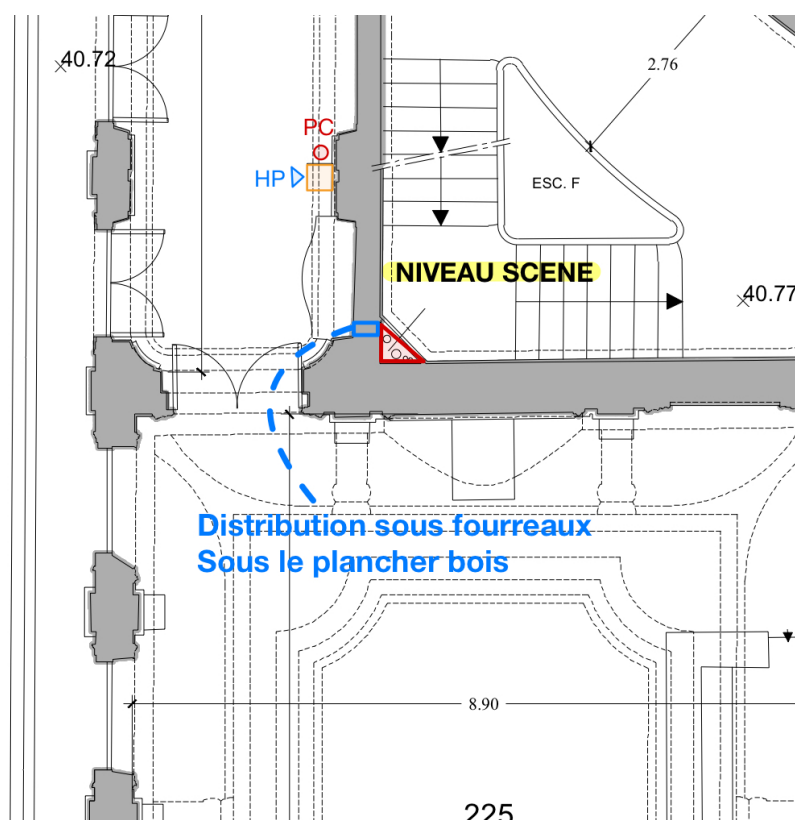 40.72
2.76
PC
HP
ESC. F
NIVEAU SCENE
40.77
Distribution sous fourreaux
Sous le plancher bois
8.90
225